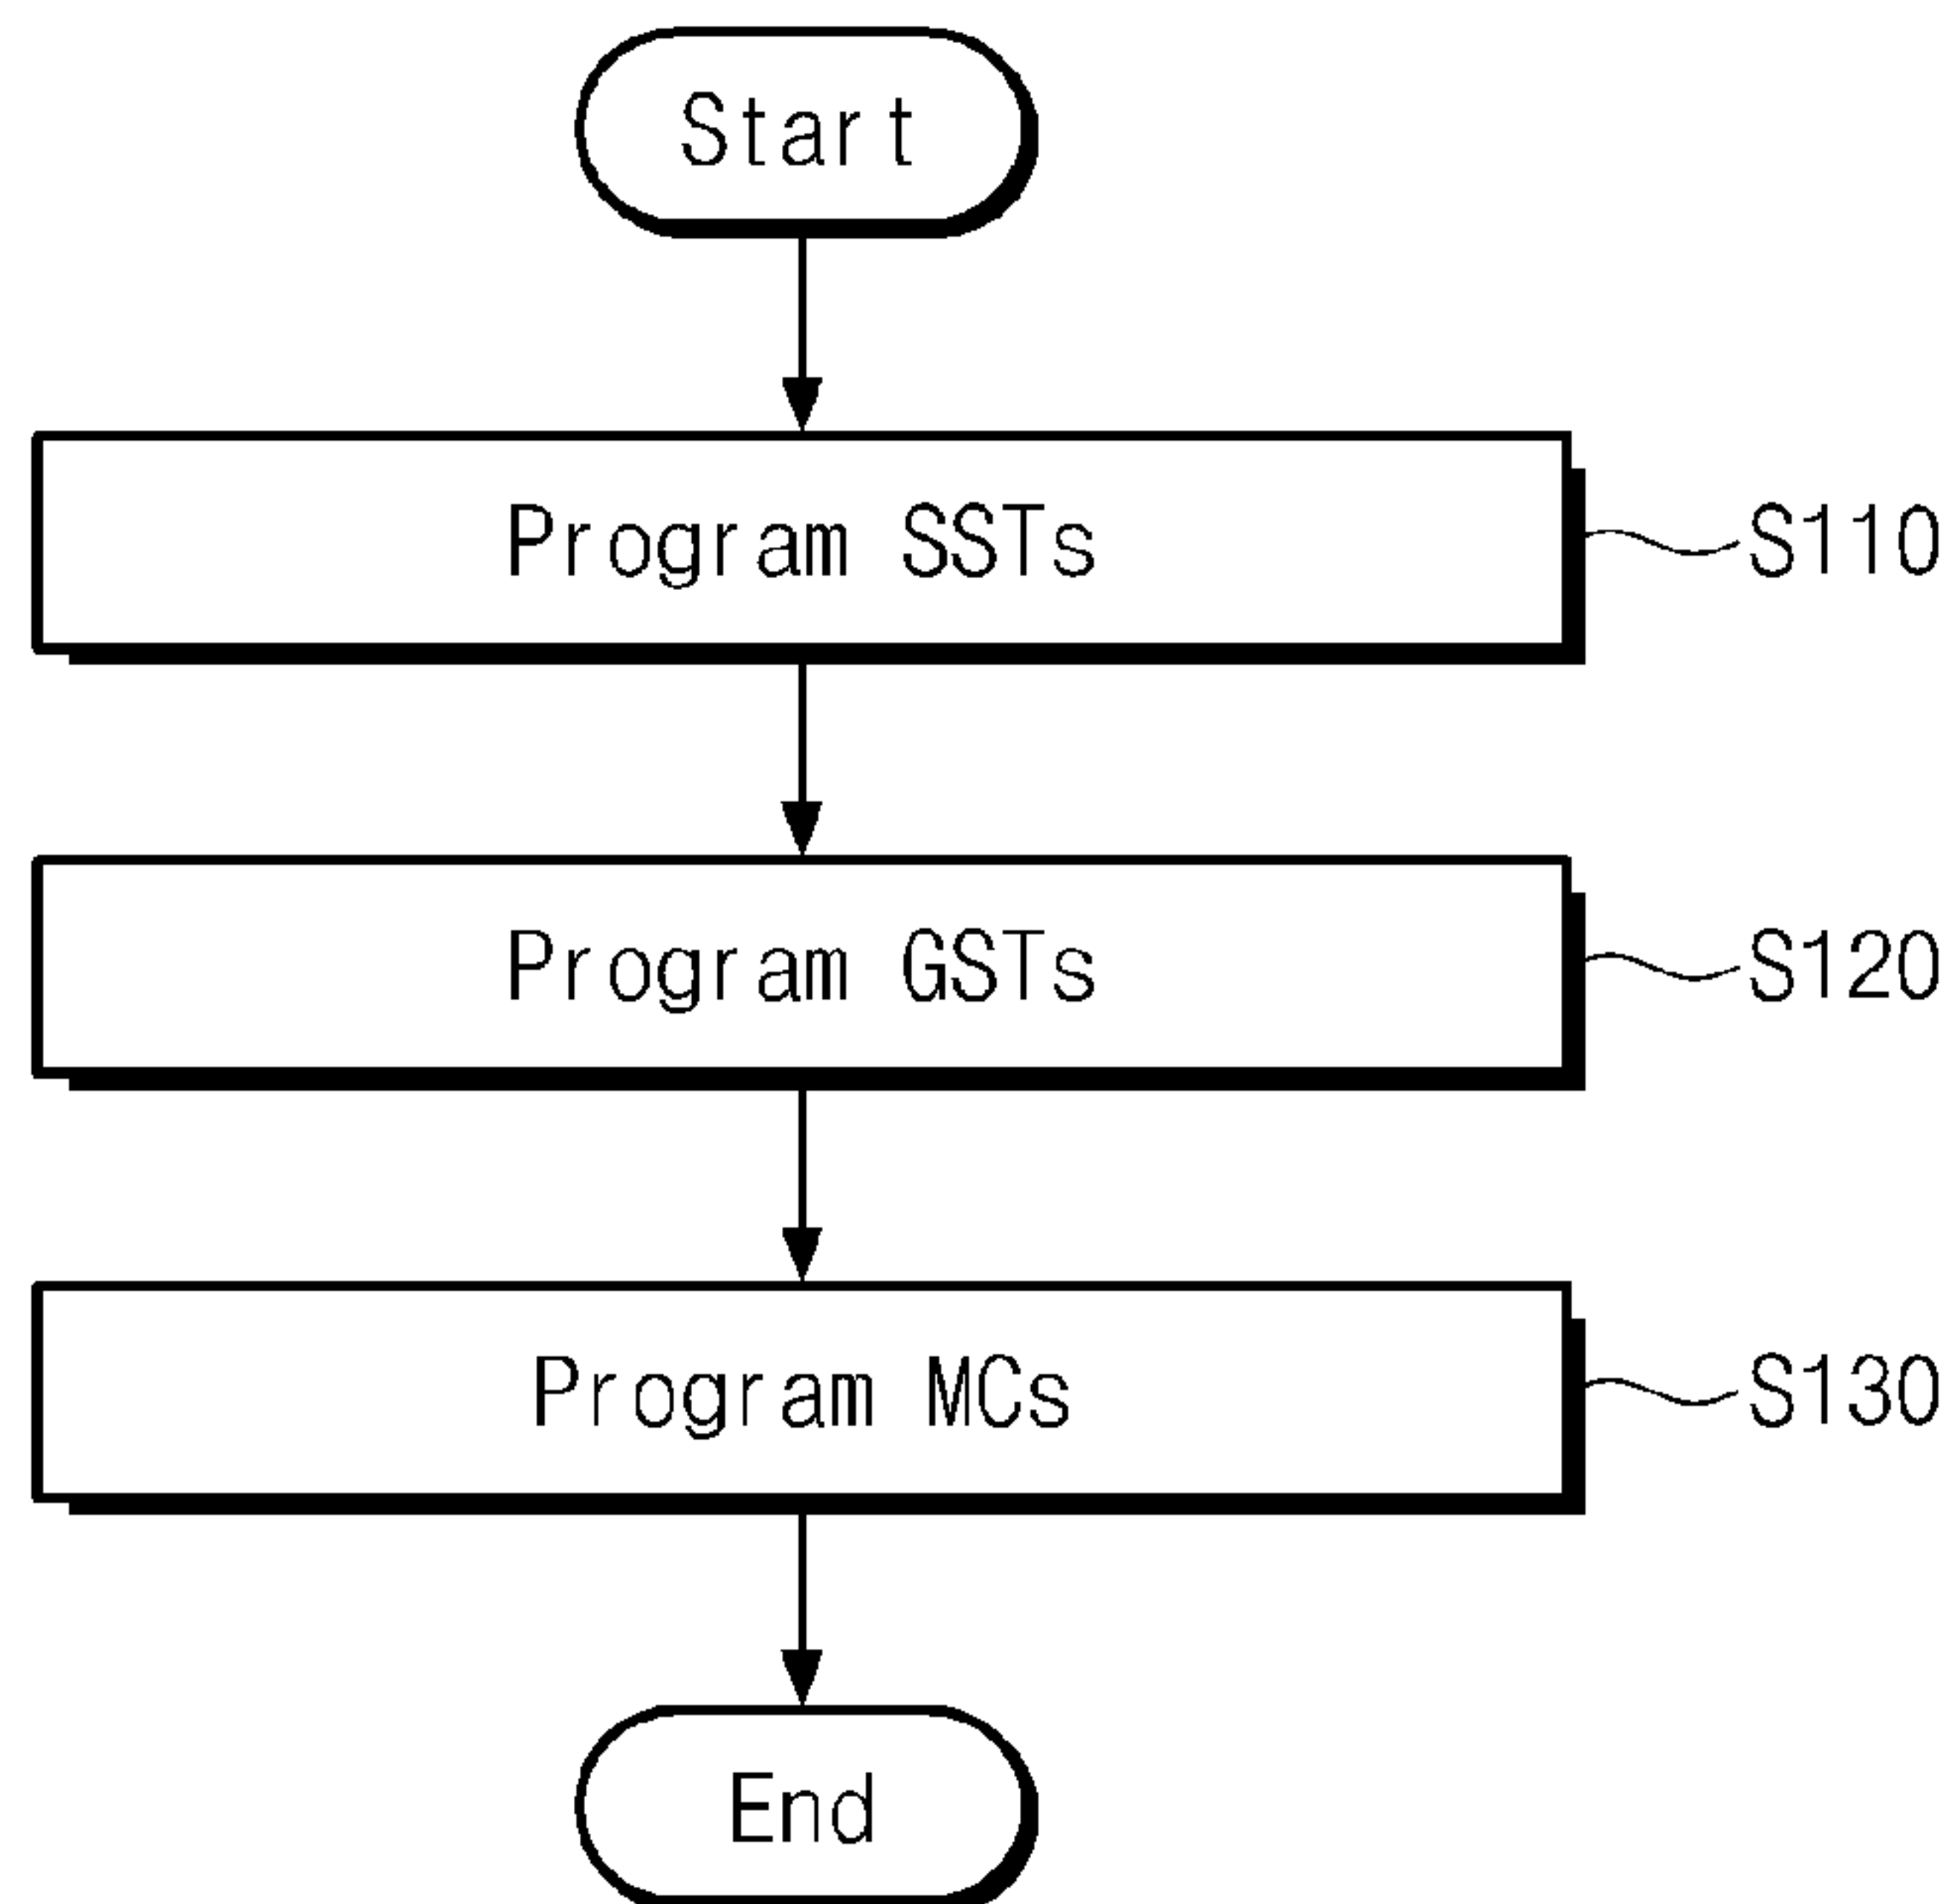 Start
Program SSTs
S110
Program GSTs
S120
Program MCs
S130
End